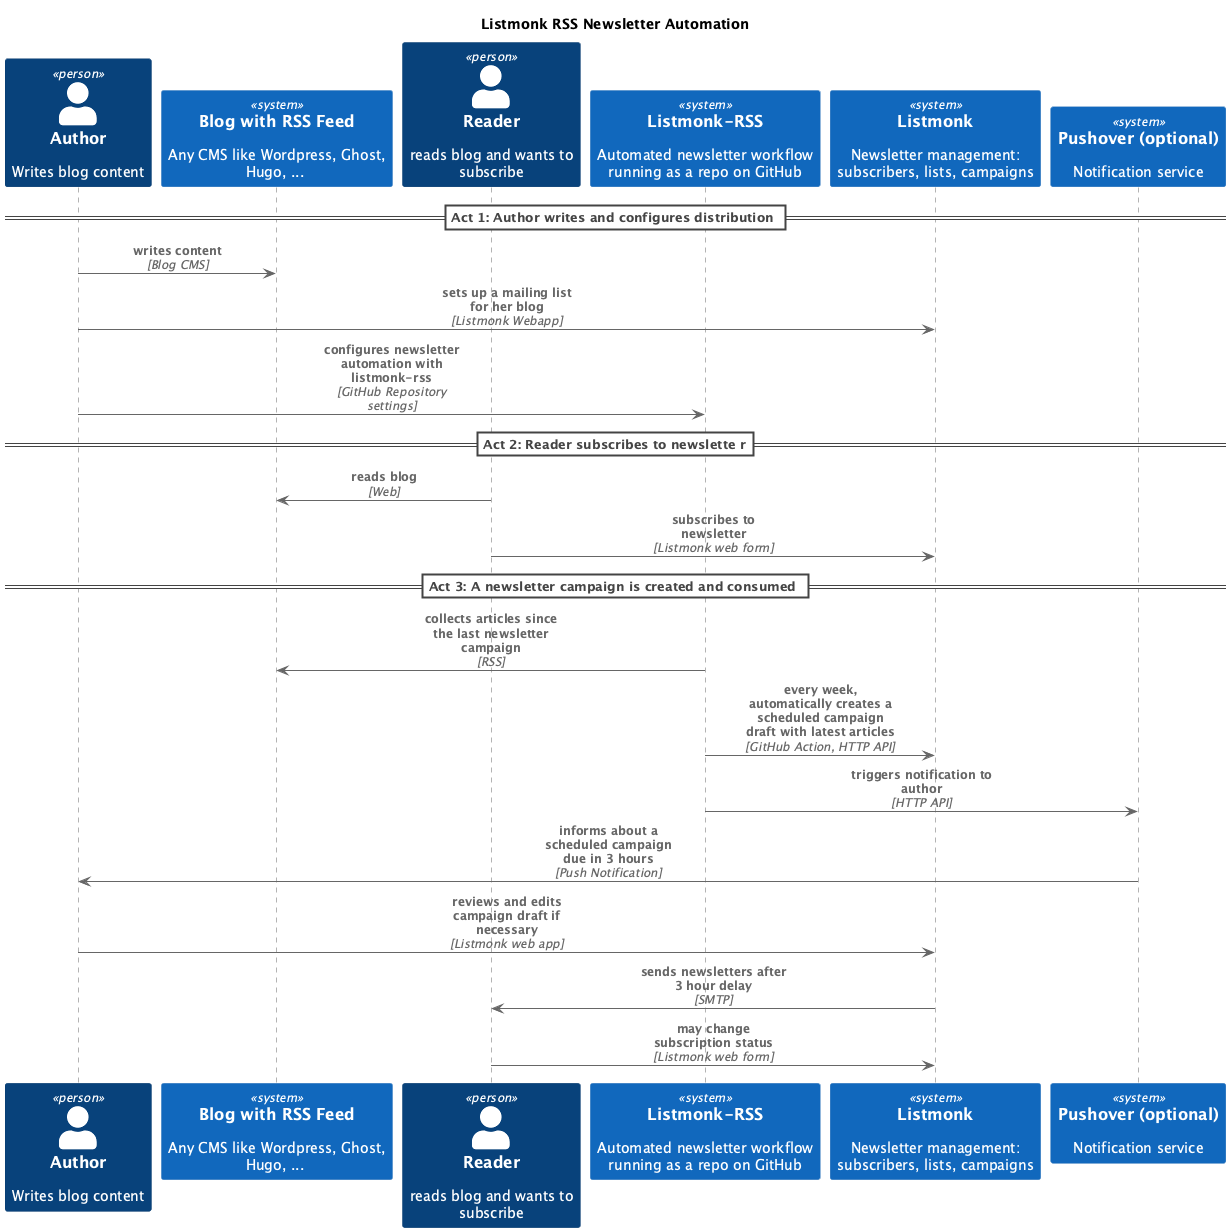 Listmonk RSS Newsletter Automation
«person»
Author
Writes blog content
«system»
Blog with RSS Feed
Any CMS like Wordpress, Ghost,
Hugo, ...
«person»
Reader
reads blog and wants to
subscribe
«system»
Listmonk-RSS
Automated newsletter workflow
running as a repo on GitHub
«system»
Listmonk
Newsletter management:
subscribers, lists, campaigns
«system»
Pushover (optional)
Notification service
Act 1: Author writes and configures distribution
writes content
[Blog CMS]
sets up a mailing list
for her blog
[Listmonk Webapp]
configures newsletter
automation with
listmonk-rss
[GitHub Repository
settings]
Act 2: Reader subscribes to newslette r
reads blog
[Web]
subscribes to
newsletter
[Listmonk web form]
Act 3: A newsletter campaign is created and consumed
collects articles since
the last newsletter
campaign
[RSS]
every week,
automatically creates a
scheduled campaign
draft with latest articles
[GitHub Action, HTTP API]
triggers notification to
author
[HTTP API]
informs about a
scheduled campaign
due in 3 hours
[Push Notification]
reviews and edits
campaign draft if
necessary
[Listmonk web app]
sends newsletters after
3 hour delay
[SMTP]
may change
subscription status
[Listmonk web form]
«person»
Author
Writes blog content
«system»
Blog with RSS Feed
Any CMS like Wordpress, Ghost,
Hugo, ...
«person»
Reader
reads blog and wants to
subscribe
«system»
Listmonk-RSS
Automated newsletter workflow
running as a repo on GitHub
«system»
Listmonk
Newsletter management:
subscribers, lists, campaigns
«system»
Pushover (optional)
Notification service